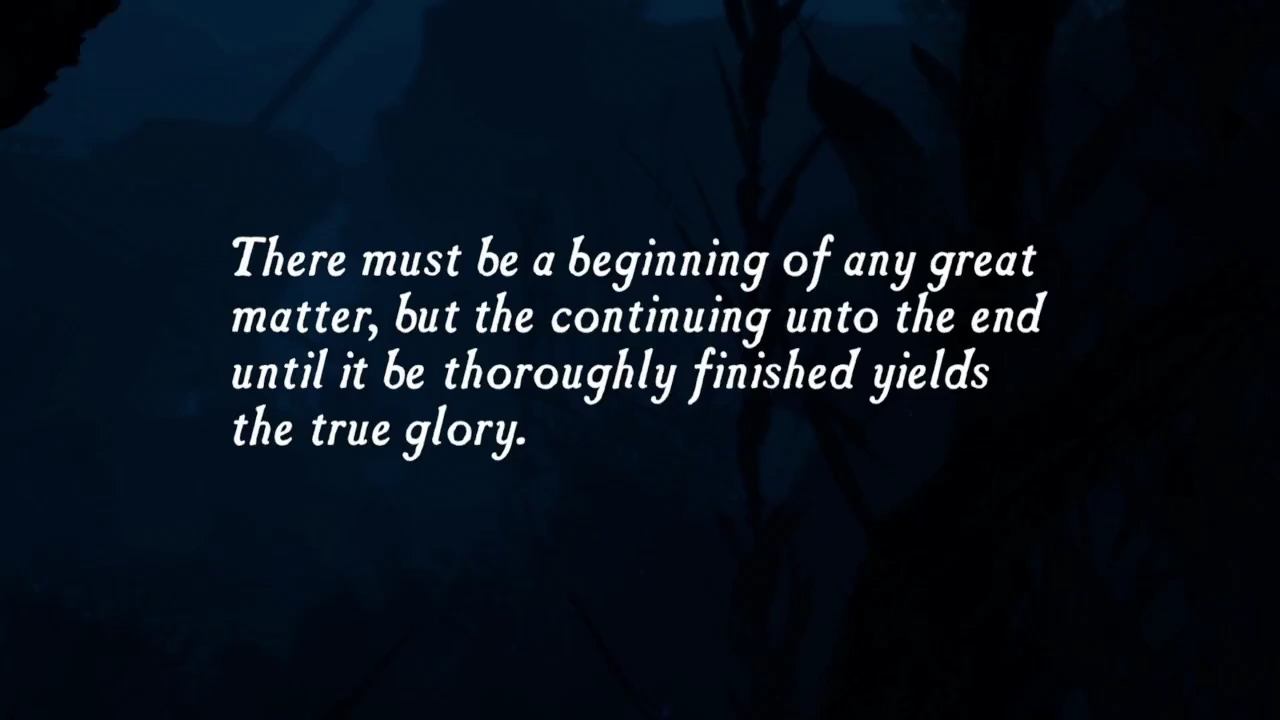 There must be a beginning of any great
matter, but the continuing unto the end
until it be thoroughly finished yields
the true glory.